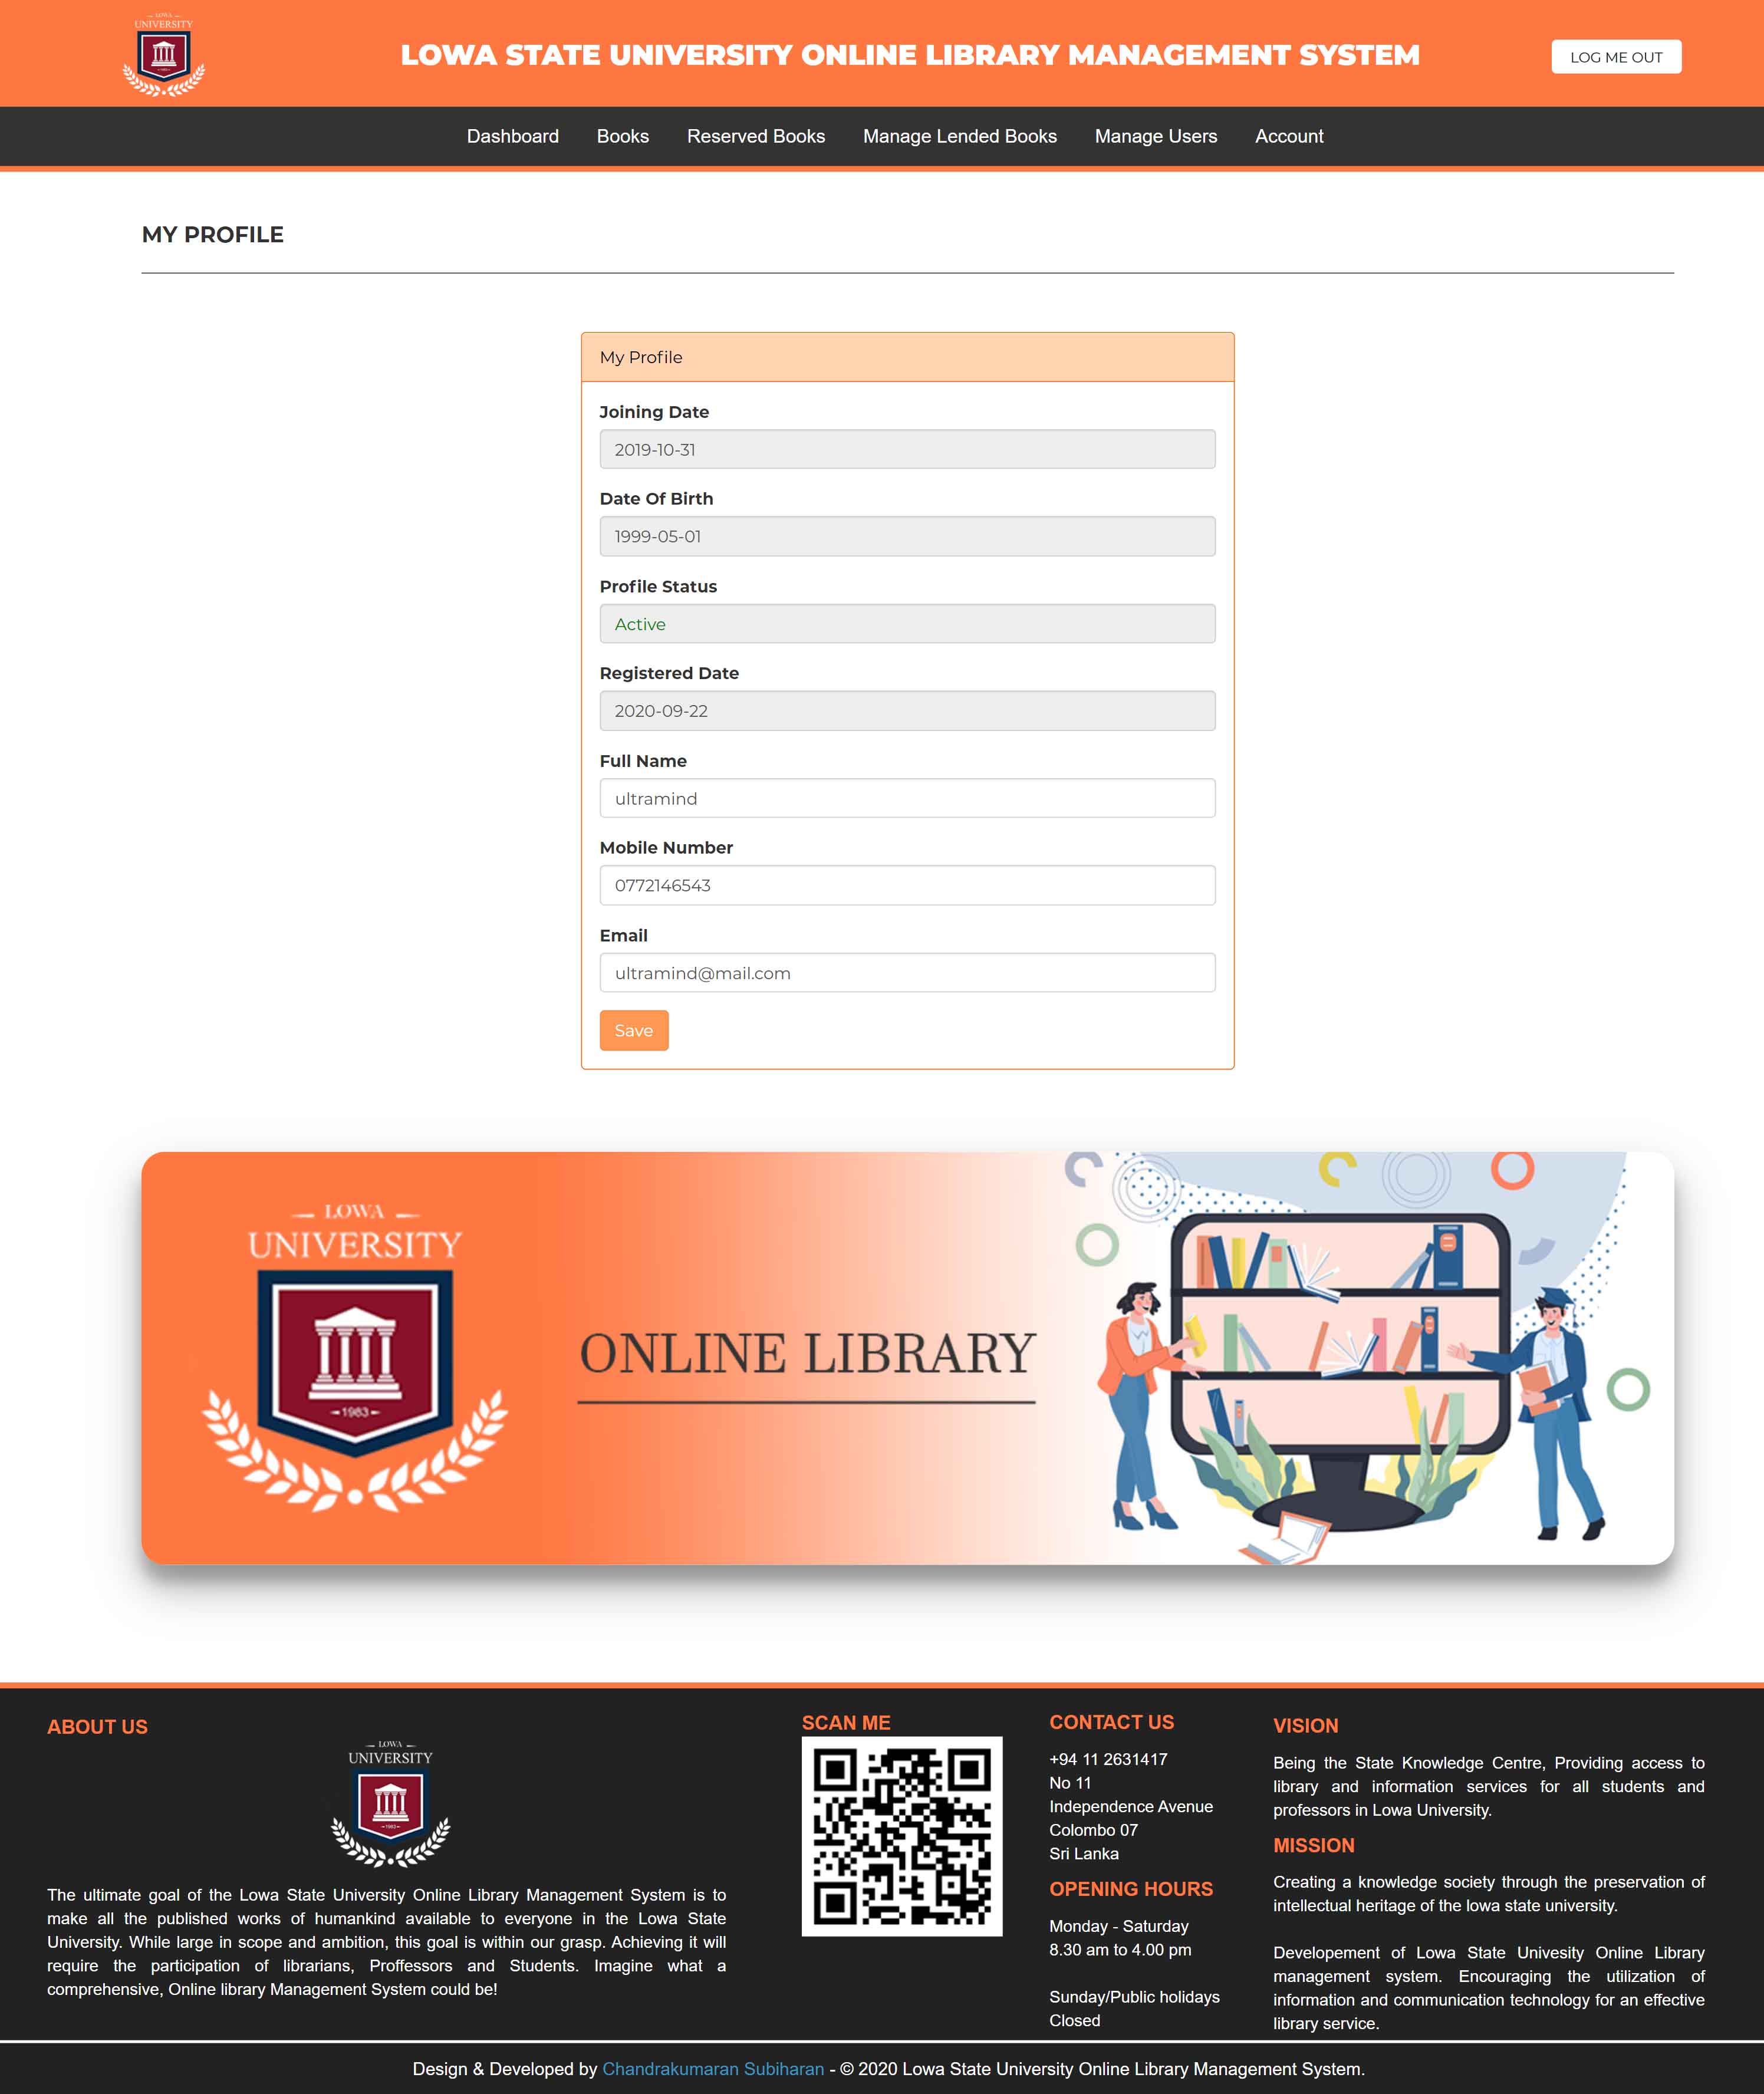 LOWA
UNIVERSITY
LOWA STATE UNIVERSITY ONLINE LIBRARY MANAGEMENT SYSTEM
LOG ME OUT
Dashboard Books Reserved Books Manage Lended Books Manage Users Account
MY PROFILE
My Profile
Joining Date
2019-10-31
Date Of Birth
1999-05-01
Profile Status
Active
Registered Date
2020-09-22
Full Name
ultramind
Mobile Number
0772146543
Email
ultramind@mail.com
Save
LOWA
UNIVERSITY
1983
ONLINE LIBRARY
ABOUT US
LOWA
UNIVERSITY
1983
The ultimate goal of the Lowa State University Online Library Management System is to
make all the published works of humankind available to everyone in the Lowa State
University. While large in scope and ambition, this goal is within our grasp. Achieving it will
require the participation of librarians, Proffessors and Students. Imagine what a
comprehensive, Online library Management System could be!
SCAN ME
CONTACT US
+94 11 2631417
No 11
Independence Avenue
Colombo 07
Sri Lanka
OPENING HOURS
Monday - Saturday
8.30 am to 4.00 pm
Sunday/Public holidays
Closed
VISION
Being the State Knowledge Centre, Providing access to
library and information services for all students and
professors in Lowa University.
MISSION
Creating a knowledge society through the preservation of
intellectual heritage of the lowa state university.
Developement of Lowa State Univesity Online Library
management system. Encouraging the utilization of
information and communication technology for an effective
library service.
Design & Developed by Chandrakumaran Subiharan - © 2020 Lowa State University Online Library Management System.